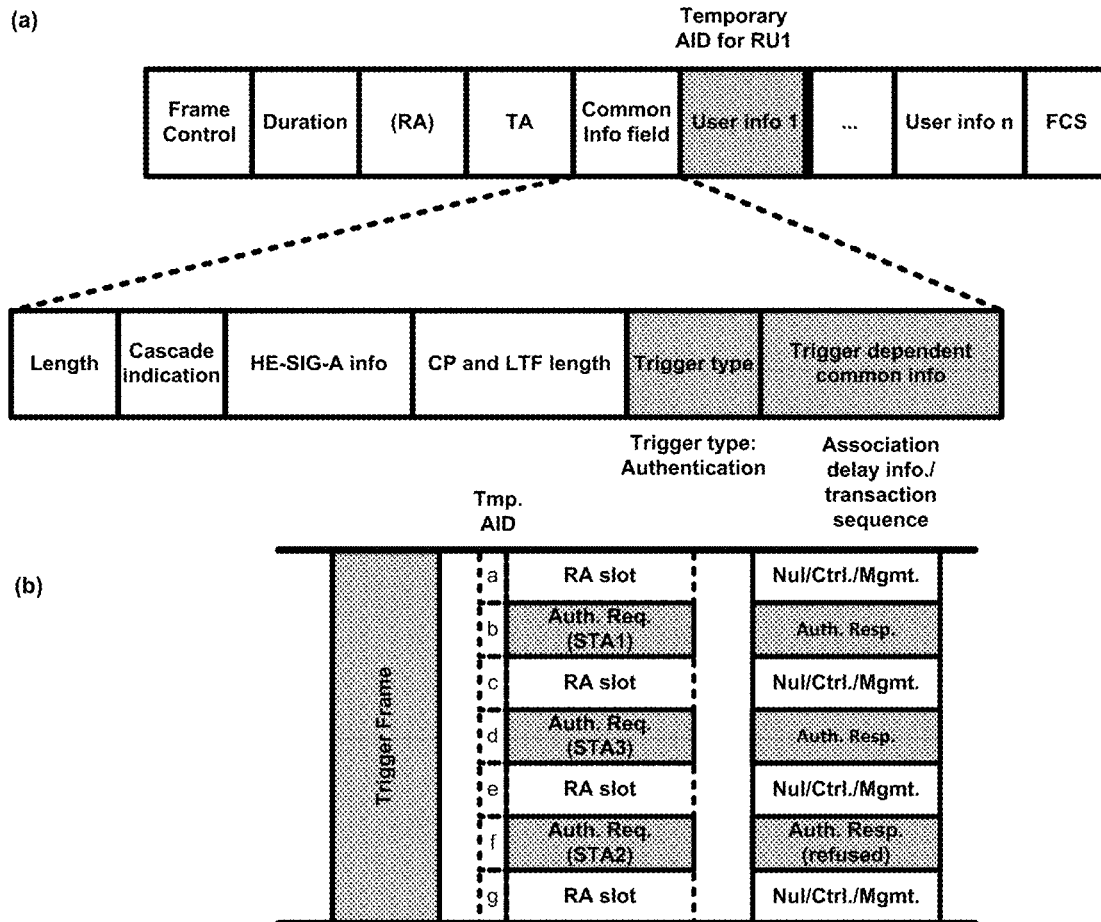 (a)
Temporary
AID for RU1
Frame
Control
Duration
(RA)
TA
Common
Info field
User info 1
...
User info n
FCS
Length
Cascade
indication
HE-SIG-A info
CP and LTF length
Trigger type
Trigger dependent
common info
Trigger type:
Authentication
Association
delay info./
transaction
sequence
(b)
Tmp.
AID
Trigger Frame
a
RA slot
Nul/Ctrl./Mgmt.
b
Auth. Req.
(STA1)
Auth. Resp.
c
RA slot
Nul/Ctrl./Mgmt.
d
Auth. Req.
(STA3)
Auth. Resp.
e
RA slot
Nul/Ctrl./Mgmt.
f
Auth. Req.
(STA2)
Auth. Resp.
(refused)
g
RA slot
Nul/Ctrl./Mgmt.